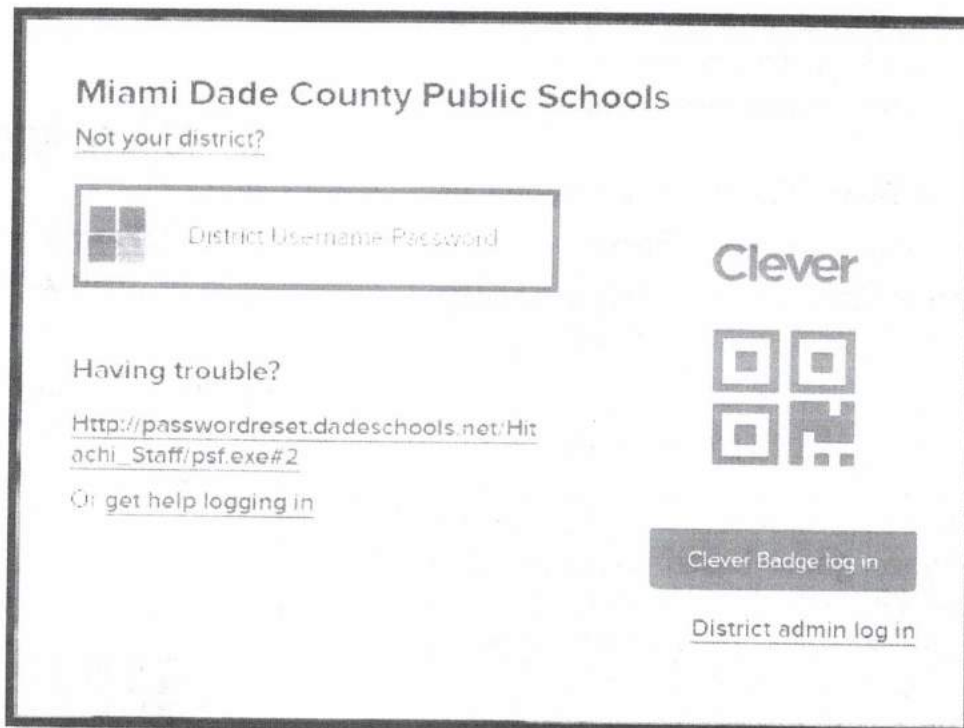 Miami Dade County Public Schools
Not your district?
District Username Password
Clever
Having trouble?
Http://passwordreset.dadeschools.net/Hit
achi_Staff/psf.exe#2
Or get help logging in
Clever Badge log in
District admin log in